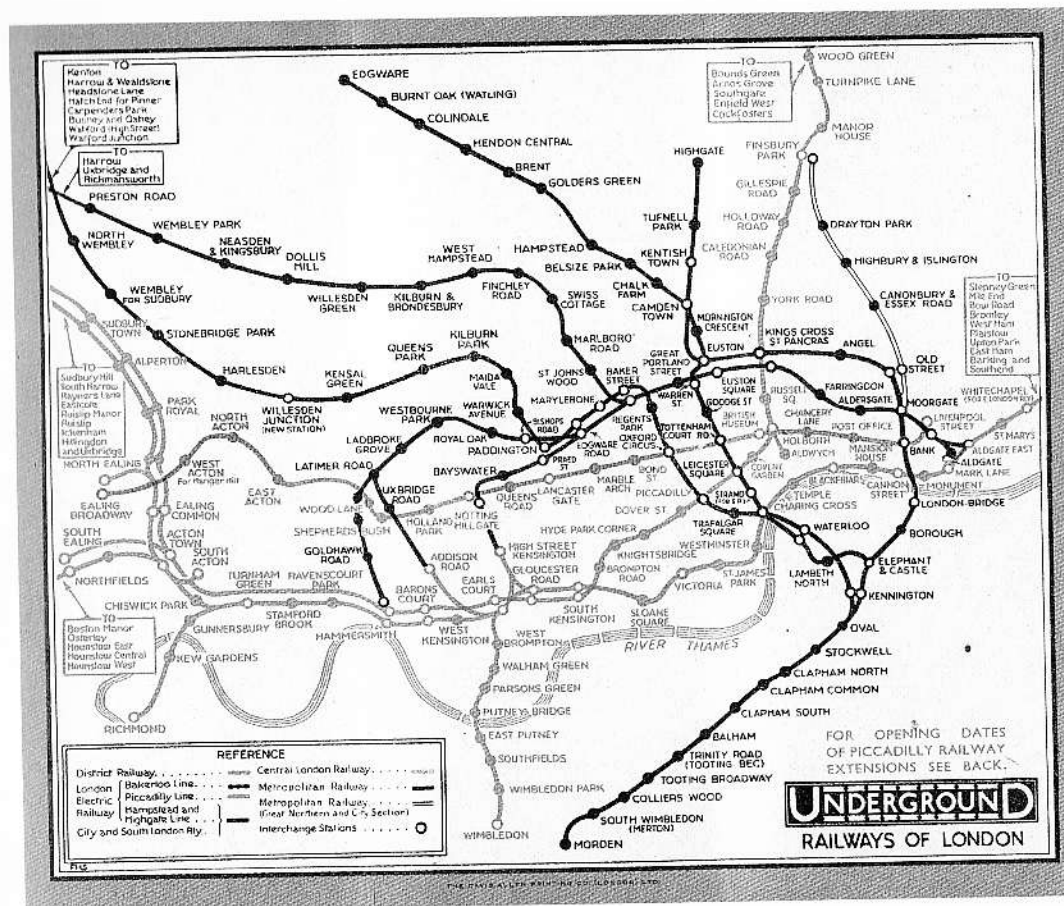 TO
Kenton
Harrow & Wealdstone
Headstone Lane
Hatch End for Pinner
Carpenders Park
Bushey and Oxhey
Watford (High Street)
Watford Junction
TO
Harrow
Uxbridge and
Rickmansworth
PRESTON ROAD
NORTH
WEMBLEY
WEMBLEY PARK
NEASDEN
& KINGSBURY
DOLLIS
HILL
WILLESDEN
GREEN
KILBURN &
BRONDESBURY
WEST
HAMPSTEAD
FINCHLEY
ROAD
SWISS
COTTAGE
MARLBORO'
ROAD
ST JOHNS
WOOD
EDGWARE
BURNT OAK (WATLING)
COLINDALE
HENDON CENTRAL
BRENT
GOLDERS GREEN
HAMPSTEAD
BELSIZE PARK
CHALK
FARM
CAMDEN
TOWN
HIGHGATE
TUFNELL
PARK
KENTISH
TOWN
MORNINGTON
CRESCENT
EUSTON
TO
Bounds Green
Arnos Grove
Southgate
Enfield West
Cockfosters
WOOD GREEN
TURNPIKE LANE
MANOR
HOUSE
FINSBURY
PARK
GILLESPIE
ROAD
HOLLOWAY
ROAD
CALEDONIAN
ROAD
YORK ROAD
KINGS CROSS
ST PANCRAS
DRAYTON PARK
HIGHBURY & ISLINGTON
CANONBURY &
ESSEX ROAD
OLD
STREET
ANGEL
MOORGATE
TO
Stepney Green
Mile End
Bow Road
Bromley
West Ham
Plaistow
Upton Park
East Ham
Barking and
Southend
WHITECHAPEL
ST MARYS
ALDGATE EAST
ALDGATE
MARK LANE
LIVERPOOL
STREET
BANK
MONUMENT
CANNON
STREET
MANSION
HOUSE
POST OFFICE
CHANCERY
LANE
HOLBORN
ALDWYCH
FARRINGDON
ALDERSGATE
RUSSELL
SQ
BRITISH
MUSEUM
COVENT
GARDEN
BLACKFRIARS
TEMPLE
CHARING CROSS
EUSTON
SQUARE
GOODGE ST
WARREN
ST.
GREAT
PORTLAND
STREET
REGENTS
PARK
OXFORD
CIRCUS
TOTTENHAM
COURT RD
LEICESTER
SQUARE
STRAND
TRAFALGAR
SQUARE
BAKER
STREET
MARYLEBONE
EDGWARE
ROAD
BISHOPS
ROAD
PADDINGTON
PRAED
ST
WEMBLEY
FOR SUDBURY
STONEBRIDGE PARK
HARLESDEN
WILLESDEN
JUNCTION
(NEW STATION)
KENSAL
GREEN
QUEENS
PARK
KILBURN
PARK
MAIDA
VALE
WARWICK
AVENUE
WESTBOURNE
PARK
ROYAL OAK
LADBROKE
GROVE
LATIMER ROAD
UXBRIDGE
ROAD
BAYSWATER
NOTTING
HILL GATE
QUEENS
ROAD
LANCASTER
GATE
MARBLE
ARCH
BOND
ST
PICCADILLY
DOVER ST
HYDE PARK CORNER
KNIGHTSBRIDGE
BROMPTON
ROAD
WESTMINSTER
ST JAMES
PARK
VICTORIA
SLOANE
SQUARE
SOUTH
KENSINGTON
GLOUCESTER
ROAD
HIGH STREET
KENSINGTON
EARLS
COURT
HOLLAND
PARK
WOOD LANE
SHEPHERDS BUSH
GOLDHAWK
ROAD
ADDISON
ROAD
BARONS COURT
WEST
KENSINGTON
HAMMERSMITH
RAVENSCOURT
PARK
STAMFORD
BROOK
TURNHAM
GREEN
CHISWICK PARK
GUNNERSBURY
KEW GARDENS
RICHMOND
SUDBURY
TOWN
ALPERTON
PARK
ROYAL
TO
Sudbury Hill
South Harrow
Rayners Lane
Eastcote
Ruislip Manor
Ruislip
Ickenham
Hillingdon
and Uxbridge
NORTH EALING
NORTH
ACTON
WEST
ACTON
EAST
ACTON
EALING
BROADWAY
EALING
COMMON
SOUTH
EALING
ACTON
TOWN
SOUTH
ACTON
NORTHFIELDS
TO
Boston Manor
Osterley
Hounslow East
Hounslow Central
Hounslow West
WEST
BROMPTON
WALHAM GREEN
PARSONS GREEN
PUTNEY BRIDGE
EAST PUTNEY
SOUTHFIELDS
WIMBLEDON PARK
WIMBLEDON
RIVER THAMES
WATERLOO
LAMBETH
NORTH
ELEPHANT
& CASTLE
LONDON BRIDGE
BOROUGH
KENNINGTON
OVAL
STOCKWELL
CLAPHAM NORTH
CLAPHAM COMMON
CLAPHAM SOUTH
BALHAM
TRINITY ROAD
(TOOTING BEC)
TOOTING BROADWAY
COLLIERS WOOD
SOUTH WIMBLEDON
(MERTON)
MORDEN
REFERENCE
District Railway
London
Electric
Railway
Bakerloo Line
Piccadilly Line
Hampstead and
Highgate Line
City and South London Rly.
Central London Railway
Metropolitan Railway
Metropolitan Railway
(Great Northern and City Section)
Interchange Stations
FOR OPENING DATES
OF PICCADILLY RAILWAY
EXTENSIONS SEE BACK.
UNDERGROUND
RAILWAYS OF LONDON